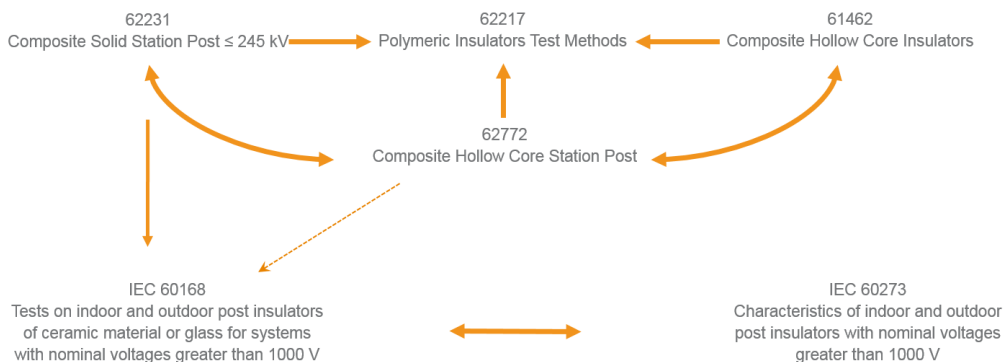 62231
Composite Solid Station Post ≤ 245 kV
62217
Polymeric Insulators Test Methods
61462
Composite Hollow Core Insulators
62772
Composite Hollow Core Station Post
IEC 60168
Tests on indoor and outdoor post insulators
of ceramic material or glass for systems
with nominal voltages greater than 1000 V
IEC 60273
Characteristics of indoor and outdoor
post insulators with nominal voltages
greater than 1000 V